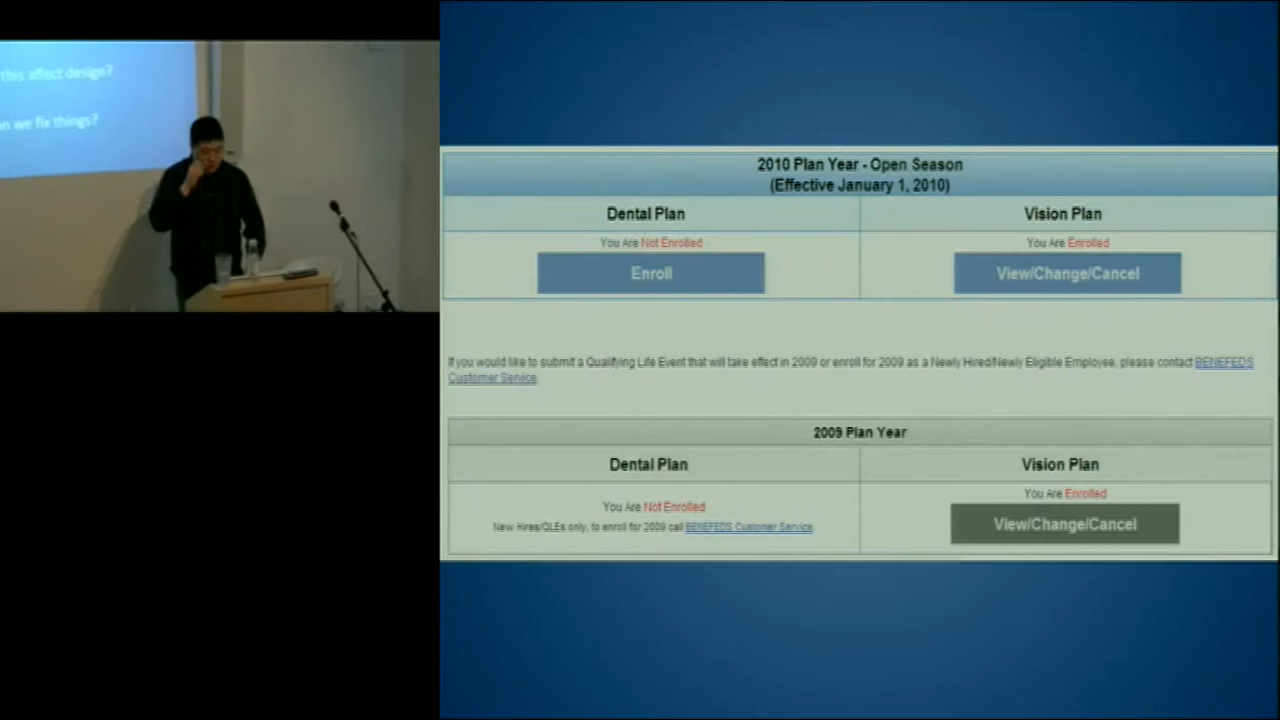 this affect design?
we fix things?
2010 Plan Year - Open Season
(Effective January 1, 2010)
Dental Plan
Vision Plan
You Are Not Enrolled
You Are Enrolled
Enroll
View/Change/Cancel
If you would like to submit a Qualifying Life Event that will take effect in 2009 or enroll for 2009 as a Newly Hired/Newly Eligible Employee, please contact BENEFEDS
Customer Service.
2009 Plan Year
Dental Plan
Vision Plan
You Are Not Enrolled
You Are Enrolled
New Hires/QLEs only, to enroll for 2009 call BENEFEDS Customer Service.
View/Change/Cancel